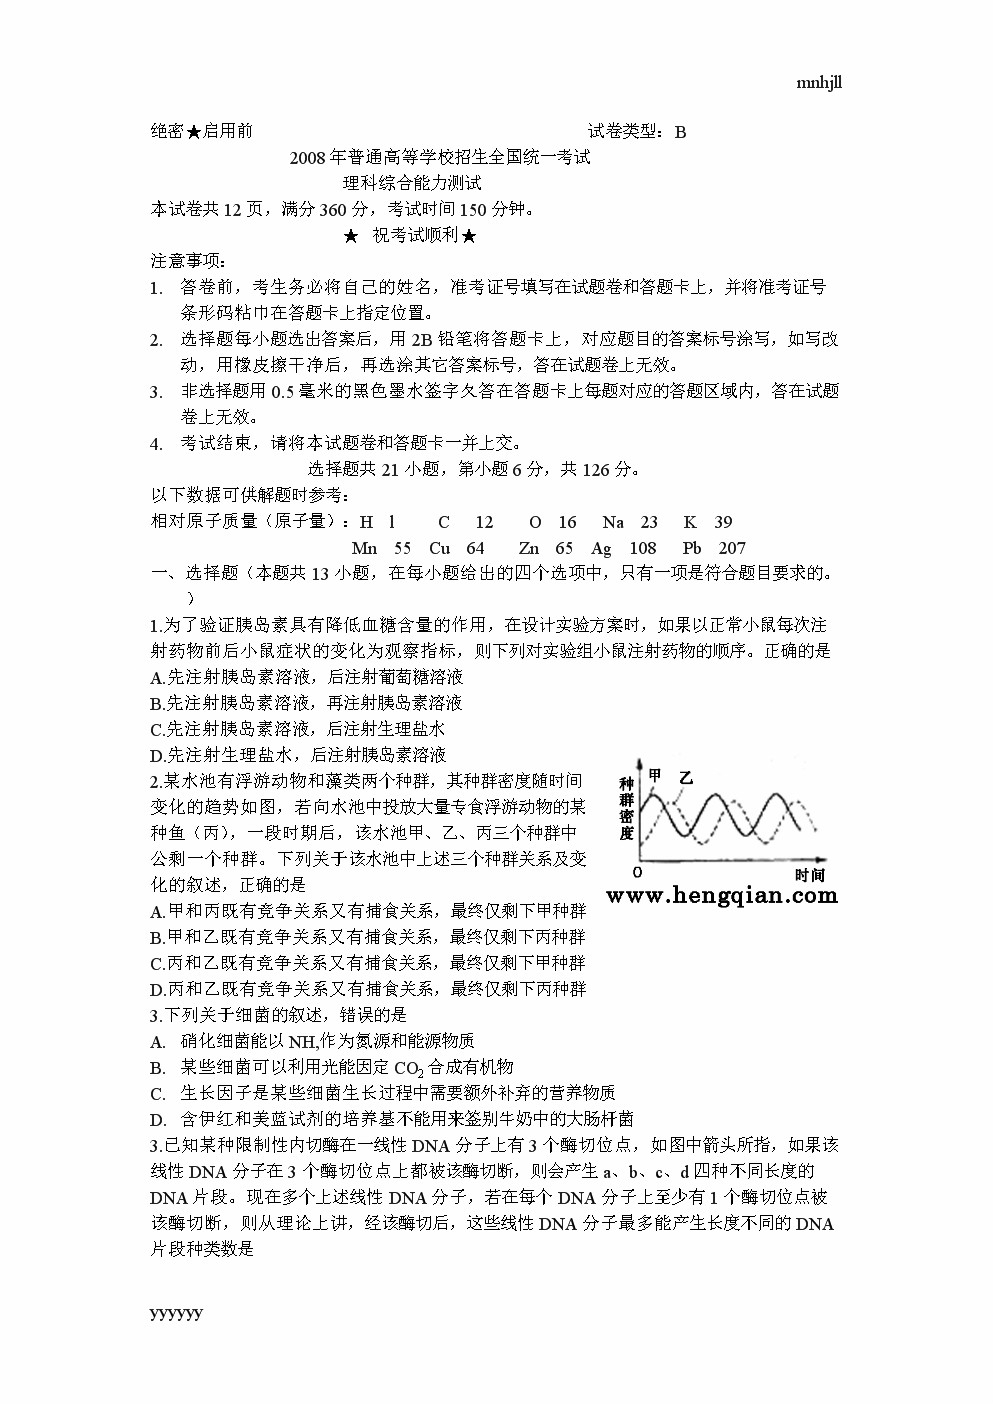 mnhjll
绝密★启用前 试卷类型：B
2008年普通高等学校招生全国统一考试
理科综合能力测试
本试卷共12页，满分360分，考试时间150分钟。
★ 祝考试顺利★
注意事项：
1. 答卷前，考生务必将自己的姓名，准考证号填写在试题卷和答题卡上，并将准考证号
条形码粘巾在答题卡上指定位置。
2. 选择题每小题选出答案后，用2B铅笔将答题卡上，对应题目的答案标号涂写，如写改
动，用橡皮擦干净后，再选涂其它答案标号，答在试题卷上无效。
3. 非选择题用0.5毫米的黑色墨水签字久答在答题卡上每题对应的答题区域内，答在试题
卷上无效。
4. 考试结束，请将本试题卷和答题卡一并上交。
选择题共21小题，第小题6分，共126分。
以下数据可供解题时参考：
相对原子质量（原子量）：H l C 12 O 16 Na 23 K 39
Mn 55 Cu 64 Zn 65 Ag 108 Pb 207
一、选择题（本题共13小题，在每小题给出的四个选项中，只有一项是符合题目要求的。
）
1.为了验证胰岛素具有降低血糖含量的作用，在设计实验方案时，如果以正常小鼠每次注
射药物前后小鼠症状的变化为观察指标，则下列对实验组小鼠注射药物的顺序。正确的是
A.先注射胰岛素溶液，后注射葡萄糖溶液
B.先注射胰岛素溶液，再注射胰岛素溶液
C.先注射胰岛素溶液，后注射生理盐水
D.先注射生理盐水，后注射胰岛素溶液
2.某水池有浮游动物和藻类两个种群，其种群密度随时间
变化的趋势如图，若向水池中投放大量专食浮游动物的某
种鱼（丙），一段时期后，该水池甲、乙、丙三个种群中
公剩一个种群。下列关于该水池中上述三个种群关系及变
化的叙述，正确的是
种群密度
甲 乙
O 时间
www.hengqian.com
A.甲和丙既有竞争关系又有捕食关系，最终仅剩下甲种群
B.甲和乙既有竞争关系又有捕食关系，最终仅剩下丙种群
C.丙和乙既有竞争关系又有捕食关系，最终仅剩下甲种群
D.丙和乙既有竞争关系又有捕食关系，最终仅剩下丙种群
3.下列关于细菌的叙述，错误的是
A. 硝化细菌能以NH,作为氮源和能源物质
B. 某些细菌可以利用光能因定CO2合成有机物
C. 生长因子是某些细菌生长过程中需要额外补弃的营养物质
D. 含伊红和美蓝试剂的培养基不能用来签别牛奶中的大肠杆菌
3.已知某种限制性内切酶在一线性DNA分子上有3个酶切位点，如图中箭头所指，如果该
线性DNA分子在3个酶切位点上都被该酶切断，则会产生a、b、c、d四种不同长度的
DNA片段。现在多个上述线性DNA分子，若在每个DNA分子上至少有1个酶切位点被
该酶切断，则从理论上讲，经该酶切后，这些线性DNA分子最多能产生长度不同的DNA
片段种类数是
yyyyyy